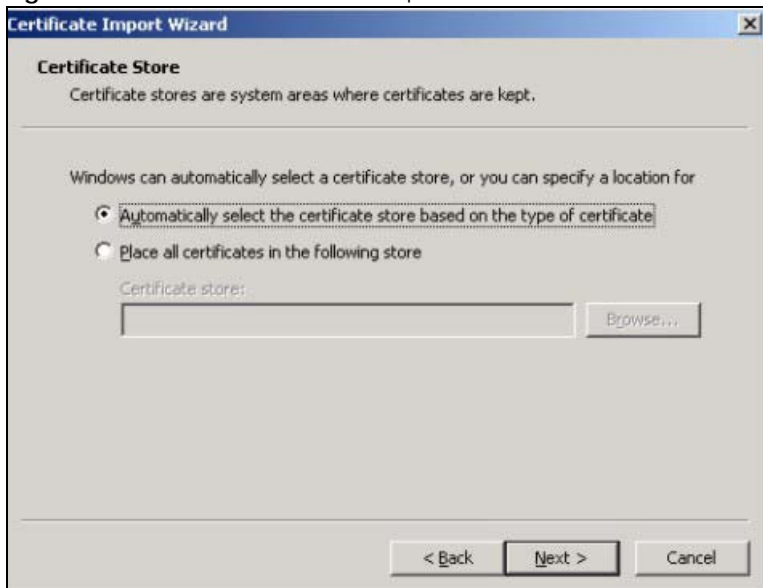 Certificate Import Wizard
Certificate Store
Certificate stores are system areas where certificates are kept.
Windows can automatically select a certificate store, or you can specify a location for
Automatically select the certificate store based on the type of certificate
Place all certificates in the following store
Certificate store:
Browse...
< Back Next > Cancel